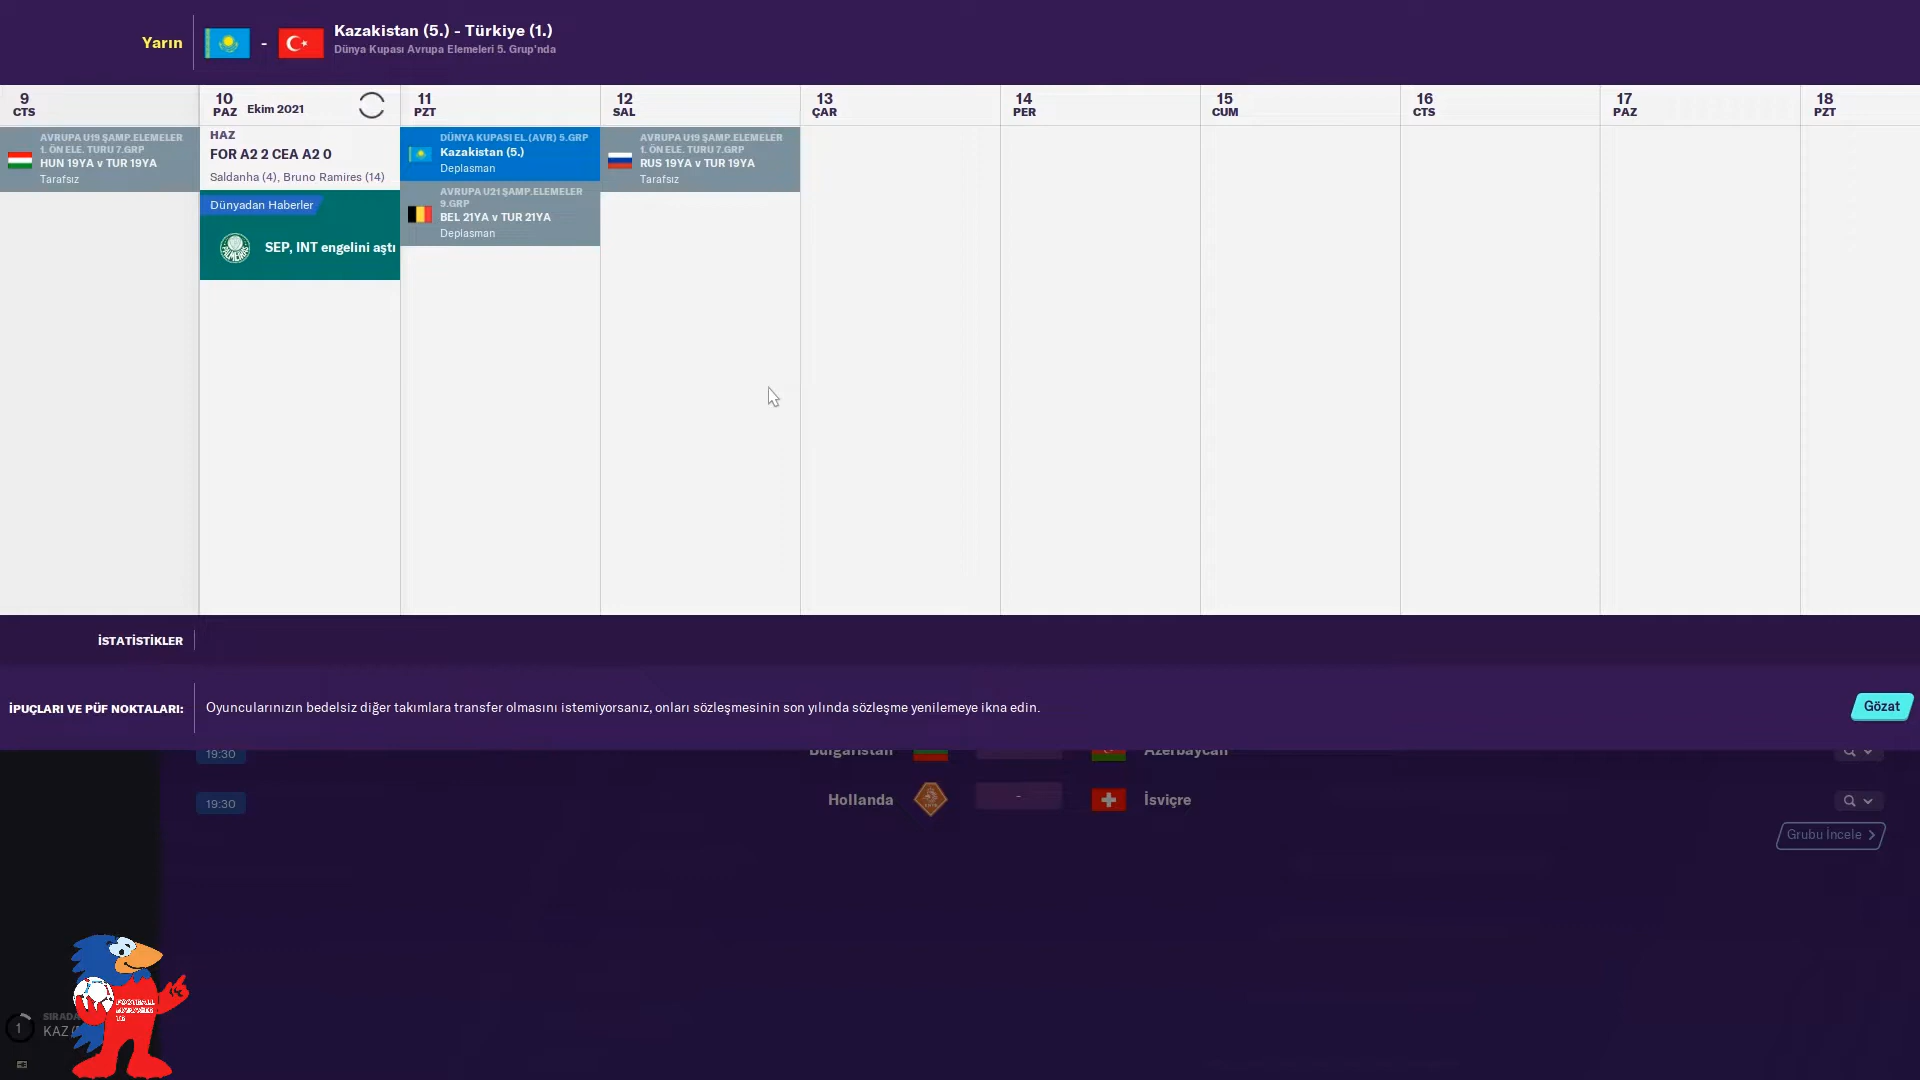 Yarın
-
Kazakistan (5.) - Türkiye (1.)
Dünya Kupası Avrupa Elemeleri 5. Grup'nda
9
CTS
10
PAZ
Ekim 2021
11
PZT
12
SAL
13
ÇAR
14
PER
15
CUM
16
CTS
17
PAZ
18
PZT
AVRUPA U19 ŞAMP.ELEMELER
1. ÖN ELE. TURU 7.GRP
HUN 19YA v TUR 19YA
Tarafsız
HAZ
FOR A2 2 CEA A2 0
Saldanha (4), Bruno Ramires (14)
Dünyadan Haberler
SEP, INT engelini aştı
DÜNYA KUPASI EL.(AVR) 5.GRP
Kazakistan (5.)
Deplasman
AVRUPA U21 ŞAMP.ELEMELER
9.GRP
BEL 21YA v TUR 21YA
Deplasman
AVRUPA U19 ŞAMP.ELEMELER
1. ÖN ELE. TURU 7.GRP
RUS 19YA v TUR 19YA
Tarafsız
İSTATİSTİKLER
İPUÇLARI VE PÜF NOKTALARI:
Oyuncularınızın bedelsiz diğer takımlara transfer olmasını istemiyorsanız, onları sözleşmesinin son yılında sözleşme yenilemeye ikna edin.
Gözat
19:30
Bulgaristan
Azerbaycan
19:30
Hollanda
-
İsviçre
Grubu İncele
1
KAZ
FOOTBALL